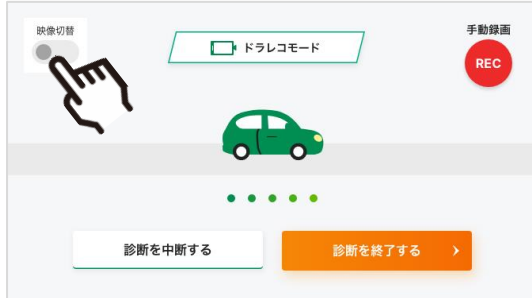 映像切替
ドラレコモード
手動録画
REC
診断を中断する
診断を終了する